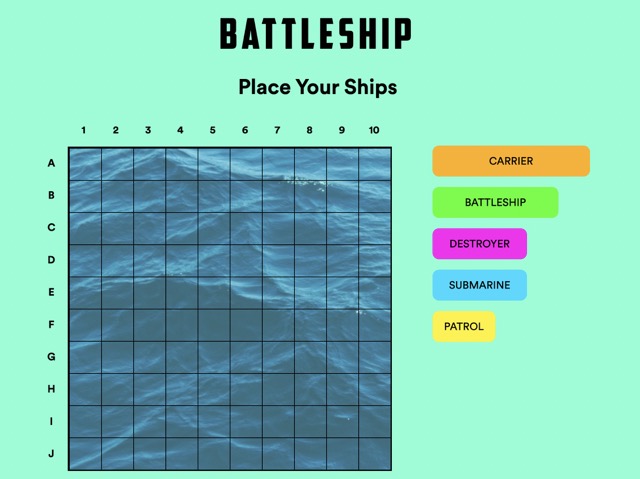 BATTLESHIP
Place Your Ships
1 2 3 4 5 6 7 8 9 10
A
B
C
D
E
F
G
H
I
J
CARRIER
BATTLESHIP
DESTROYER
SUBMARINE
PATROL